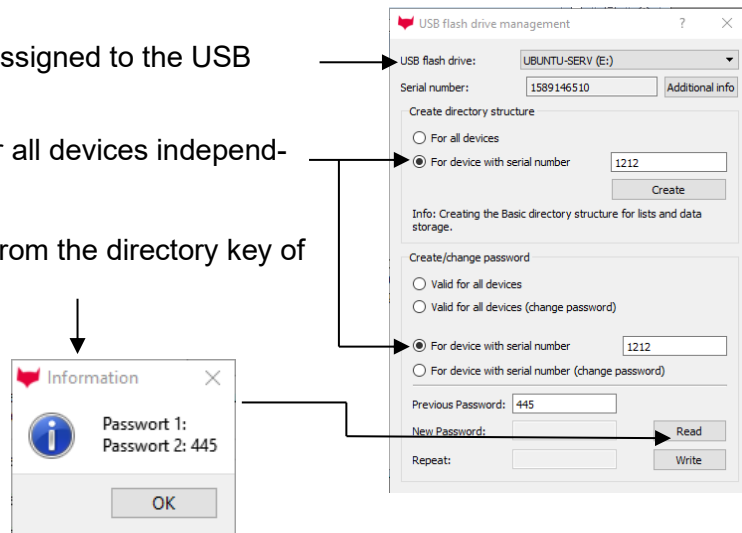 ssigned to the USB
r all devices independ-
rom the directory key of
Information
Passwort 1:
Passwort 2: 445
OK
USB flash drive management
USB flash drive:
UBUNTU-SERV (E:)
Serial number:
1589146510
Additional info
Create directory structure
For all devices
For device with serial number
1212
Create
Info: Creating the Basic directory structure for lists and data
storage.
Create/change password
Valid for all devices
Valid for all devices (change password)
For device with serial number
1212
For device with serial number (change password)
Previous Password:
445
New Password:
Read
Repeat:
Write